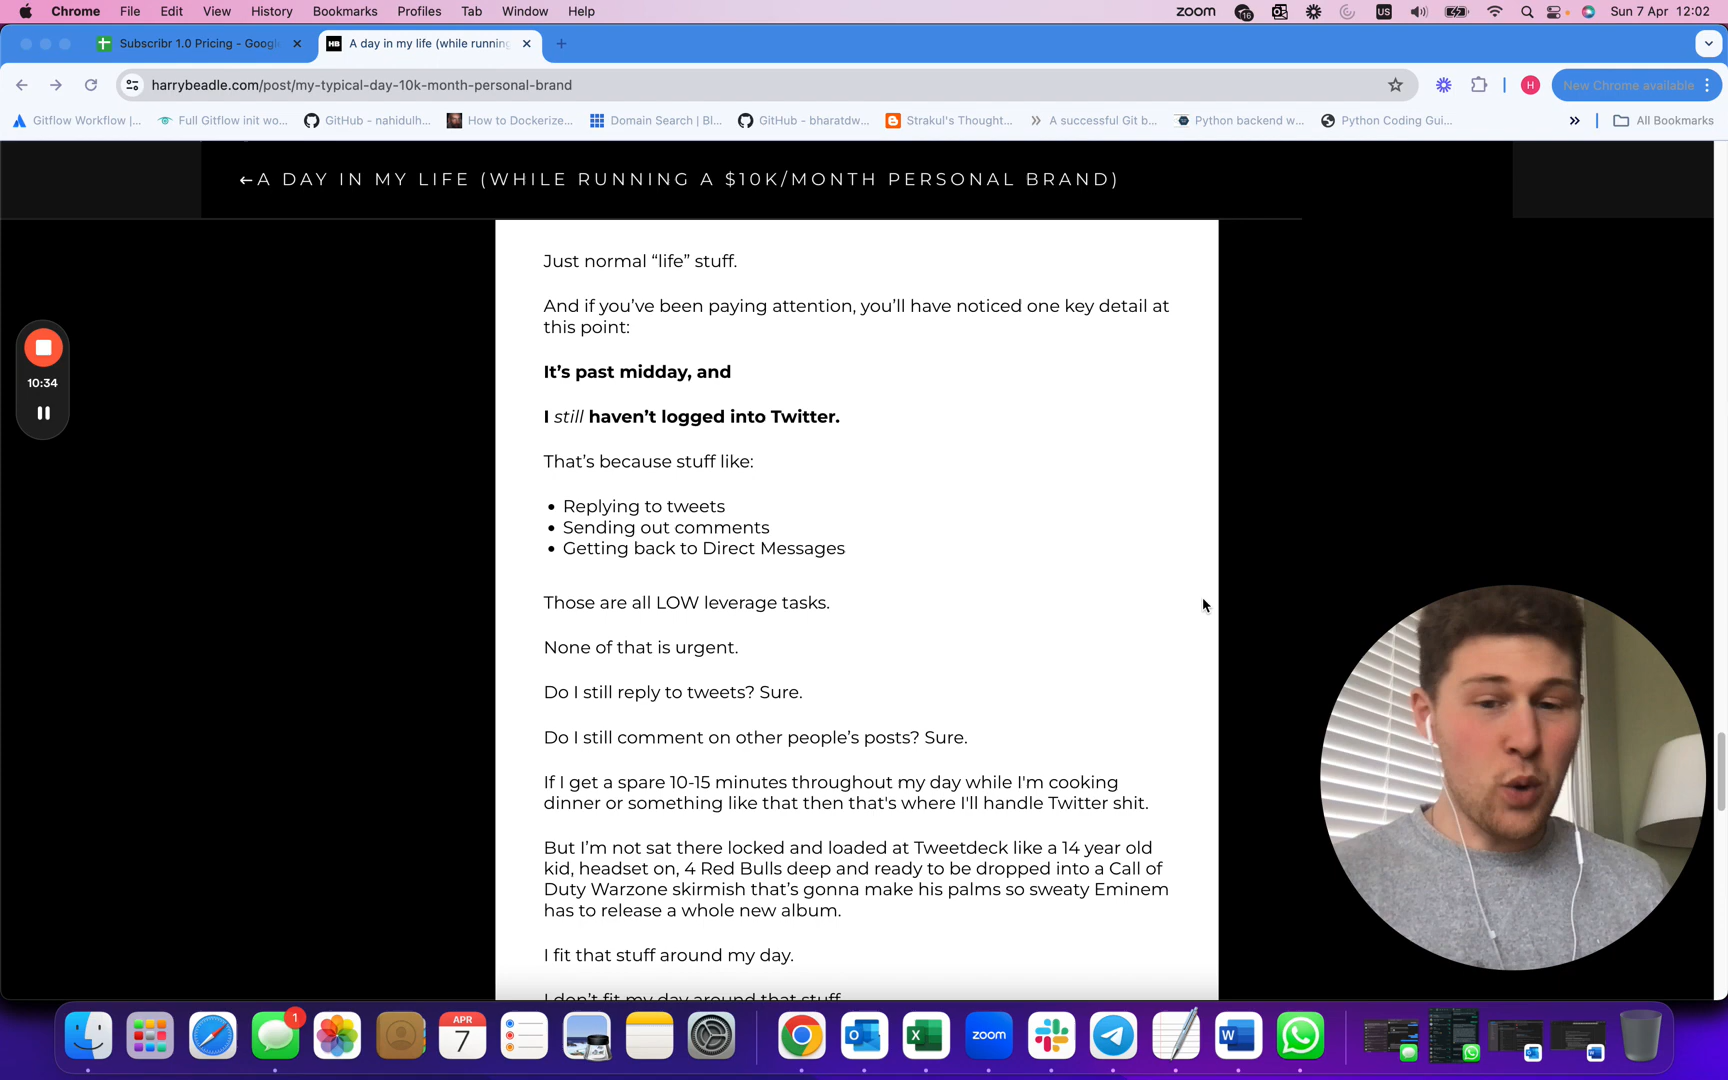 Chrome File Edit View History Bookmarks Profiles Tab Window Help
zoom 16 US Sun 7 Apr 12:02
Subscribr 1.0 Pricing - Googl
A day in my life (while runnin
harrybeadle.com/post/my-typical-day-10k-month-personal-brand
H
New Chrome available
Gitflow Workflow |...
Full Gitflow init wo...
GitHub - nahidulh...
How to Dockerize...
Domain Search | Bl...
GitHub - bharatdw...
Strakul's Thought...
A successful Git b...
Python backend w...
Python Coding Gui...
All Bookmarks
←A DAY IN MY LIFE (WHILE RUNNING A $10K/MONTH PERSONAL BRAND)
Just normal “life” stuff.
And if you’ve been paying attention, you’ll have noticed one key detail at
this point:
It’s past midday, and
I still haven’t logged into Twitter.
That’s because stuff like:
• Replying to tweets
• Sending out comments
• Getting back to Direct Messages
Those are all LOW leverage tasks.
None of that is urgent.
Do I still reply to tweets? Sure.
Do I still comment on other people’s posts? Sure.
If I get a spare 10-15 minutes throughout my day while I'm cooking
dinner or something like that then that's where I'll handle Twitter shit.
But I’m not sat there locked and loaded at Tweetdeck like a 14 year old
kid, headset on, 4 Red Bulls deep and ready to be dropped into a Call of
Duty Warzone skirmish that’s gonna make his palms so sweaty Eminem
has to release a whole new album.
I fit that stuff around my day.
I don’t fit my day around that stuff
10:34
1
APR
7
zoom